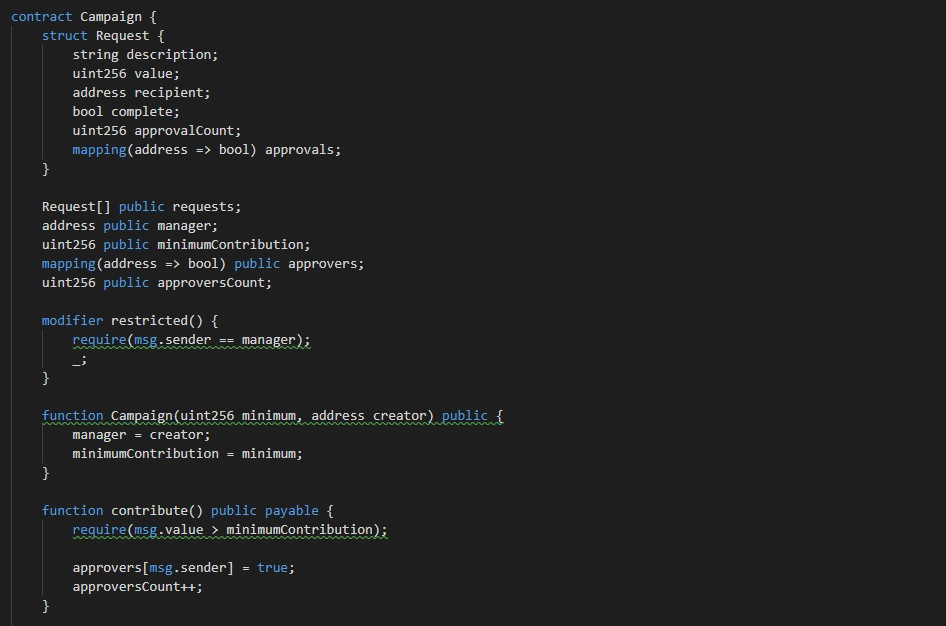 contract Campaign {
    struct Request {
        string description;
        uint256 value;
        address recipient;
        bool complete;
        uint256 approvalCount;
        mapping(address => bool) approvals;
    }

    Request[] public requests;
    address public manager;
    uint256 public minimumContribution;
    mapping(address => bool) public approvers;
    uint256 public approversCount;

    modifier restricted() {
        require(msg.sender == manager);
        _;
    }

    function Campaign(uint256 minimum, address creator) public {
        manager = creator;
        minimumContribution = minimum;
    }

    function contribute() public payable {
        require(msg.value > minimumContribution);

        approvers[msg.sender] = true;
        approversCount++;
    }